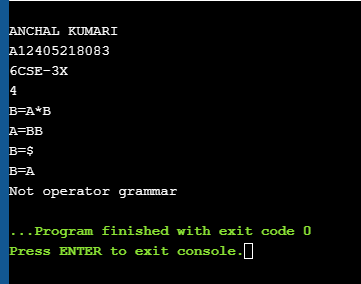 ANCHAL KUMARI
A12405218083
6CSE-3X
4
B=A*B
A=BB
B=$
B=A
Not operator grammar
...Program finished with exit code 0
Press ENTER to exit console.